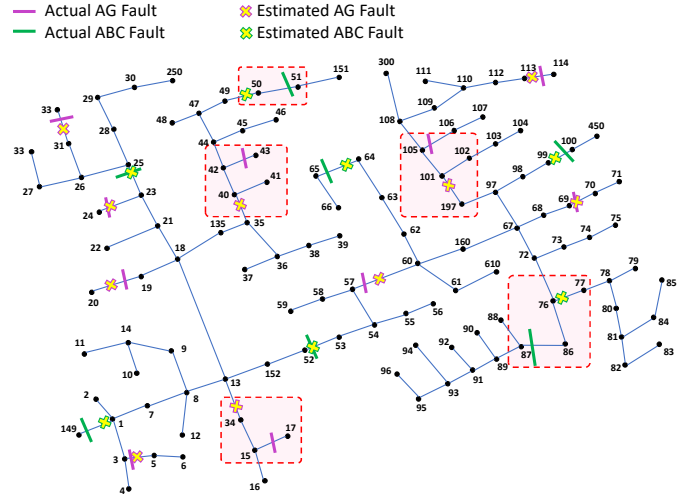 Actual AG Fault
Estimated AG Fault
Actual ABC Fault
Estimated ABC Fault
30 250 50 51 151 300 111 110 112 113 114
33 29 49 48 47 46 45 44 109 108 106 107 105
28 31 43 42 41 40 102 103 104 101 100 450 99
33 27 26 25 23 24 21 22 65 64 66 63 62 197 97 98
135 35 36 37 38 39 68 69 70 71 67 72 73 74 75
18 19 20 60 160 61 610 57 58 59 54 55 56
76 77 78 79 80 81 82 83 84 85 86 87 88
14 11 10 9 53 52 152 13 89 90 91 92 93 94 95 96
2 1 149 7 8 12 34 17 15 16
3 5 6 4